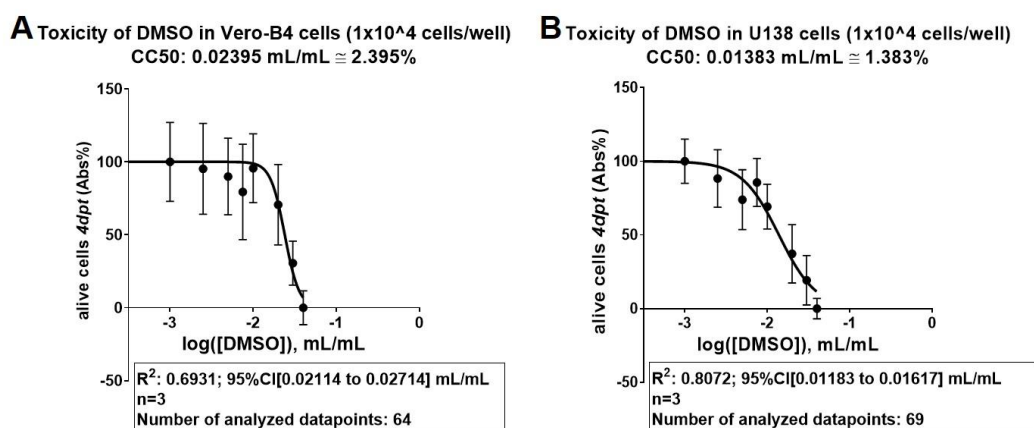 A Toxicity of DMSO in Vero-B4 cells (1x10^4 cells/well)
CC50: 0.02395 mL/mL ≅ 2.395%
alive cells 4dpt (Abs%)
150
100
50
0
-50
-3
-2
-1
0
log([DMSO]), mL/mL
R²: 0.6931; 95%CI[0.02114 to 0.02714] mL/mL
n=3
Number of analyzed datapoints: 64
B Toxicity of DMSO in U138 cells (1x10^4 cells/well)
CC50: 0.01383 mL/mL ≅ 1.383%
alive cells 4dpt (Abs%)
150
100
50
0
-50
-3
-2
-1
0
log([DMSO]), mL/mL
R²: 0.8072; 95%CI[0.01183 to 0.01617] mL/mL
n=3
Number of analyzed datapoints: 69